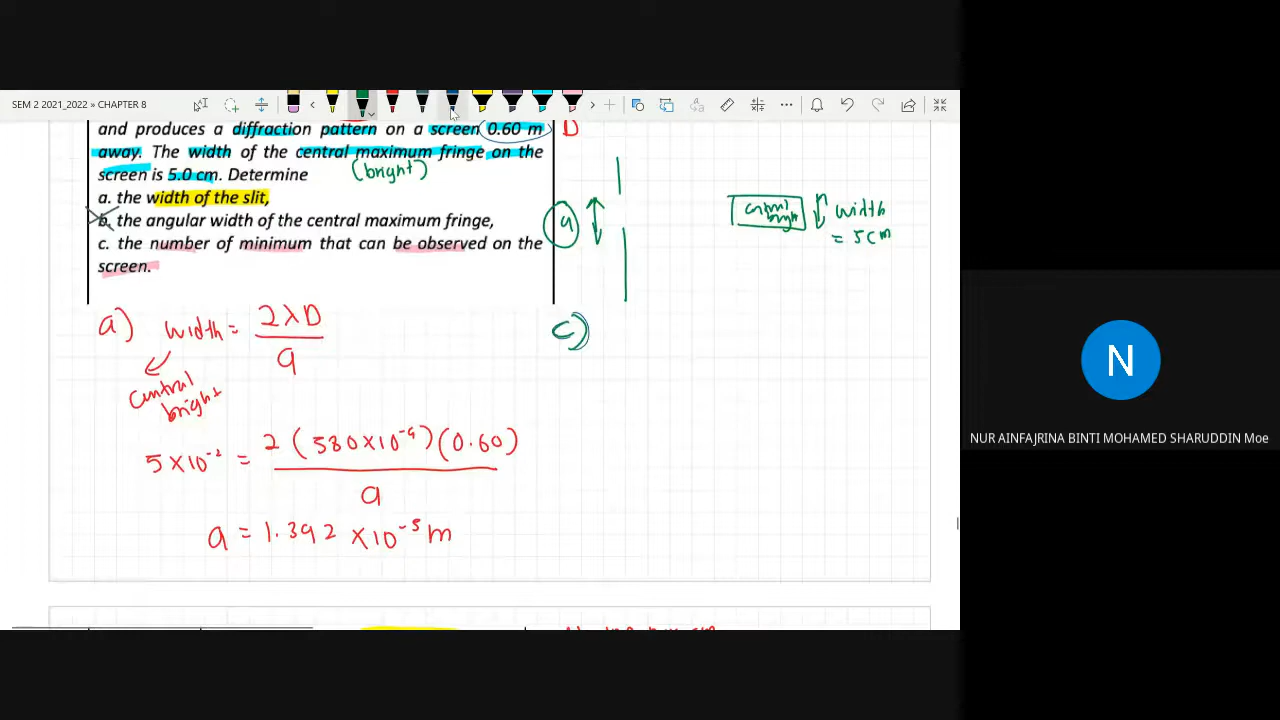 SEM 2 2021_2022 » CHAPTER 8
and produces a diffraction pattern on a screen 0.60 m
D
away. The width of the central maximum fringe on the
screen is 5.0 cm. Determine
(bright)
a. the width of the slit,
b. the angular width of the central maximum fringe,
c. the number of minimum that can be observed on the
screen.
a
central bright
width
= 5cm
a) width = 2λD
a
central
bright
5×10⁻² = 2(580×10⁻⁹)(0.60)
a
a = 1.392 ×10⁻⁵ m
c)
N
NUR AINFAJRINA BINTI MOHAMED SHARUDDIN Moe